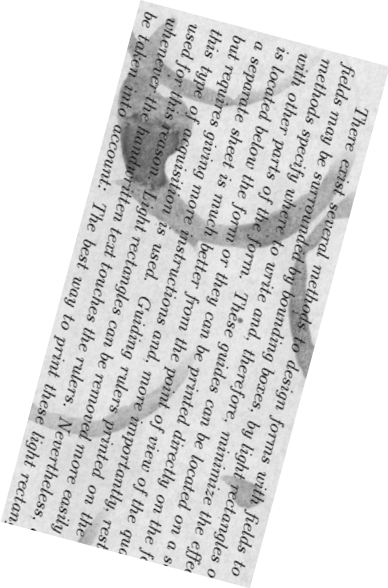 There exist several methods to design forms with fields to
fields may be surrounded by bounding boxes, by light rectangles o
methods specify where to write and, therefore, minimize the effe
with other parts of the form. These guides can be located on a s
is located below the form or they can be printed directly on the f
a separate sheet is much better from the point of view of the qua
but requires giving more instructions and, more importantly, rest
this type of acquisition is used. Guiding rulers printed on the
used for this reason. Light rectangles can be removed more easily
whenever the handwritten text touches the rulers. Nevertheless,
be taken into account: The best way to print these light rectan